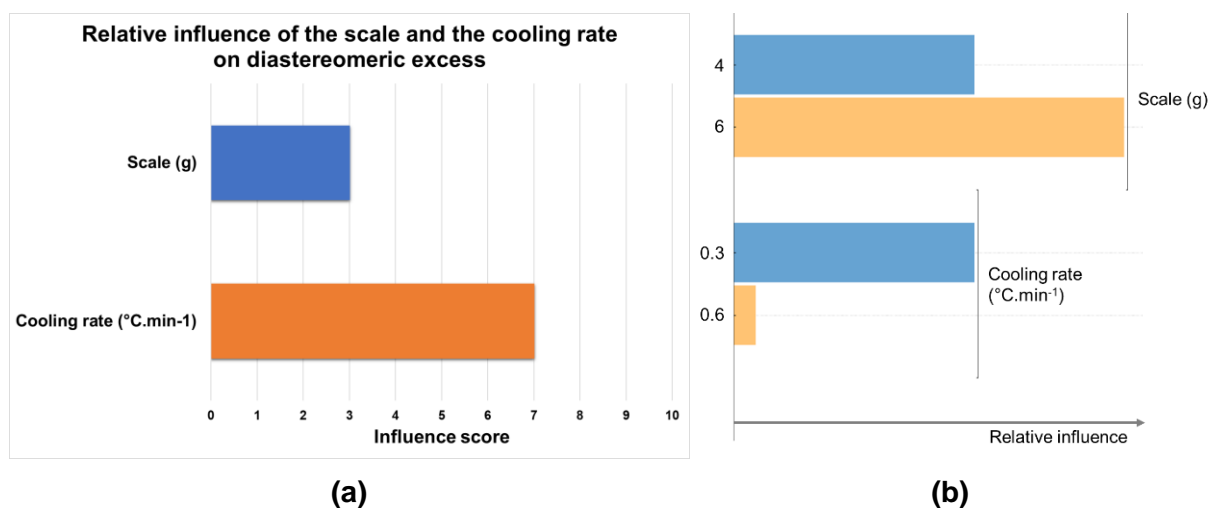 Relative influence of the scale and the cooling rate
on diastereomeric excess
Scale (g)
Cooling rate (°C.min-1)
0 1 2 3 4 5 6 7 8 9 10
Influence score
(a)
4
6
Scale (g)
0.3
0.6
Cooling rate
(°C.min⁻¹)
Relative influence
(b)